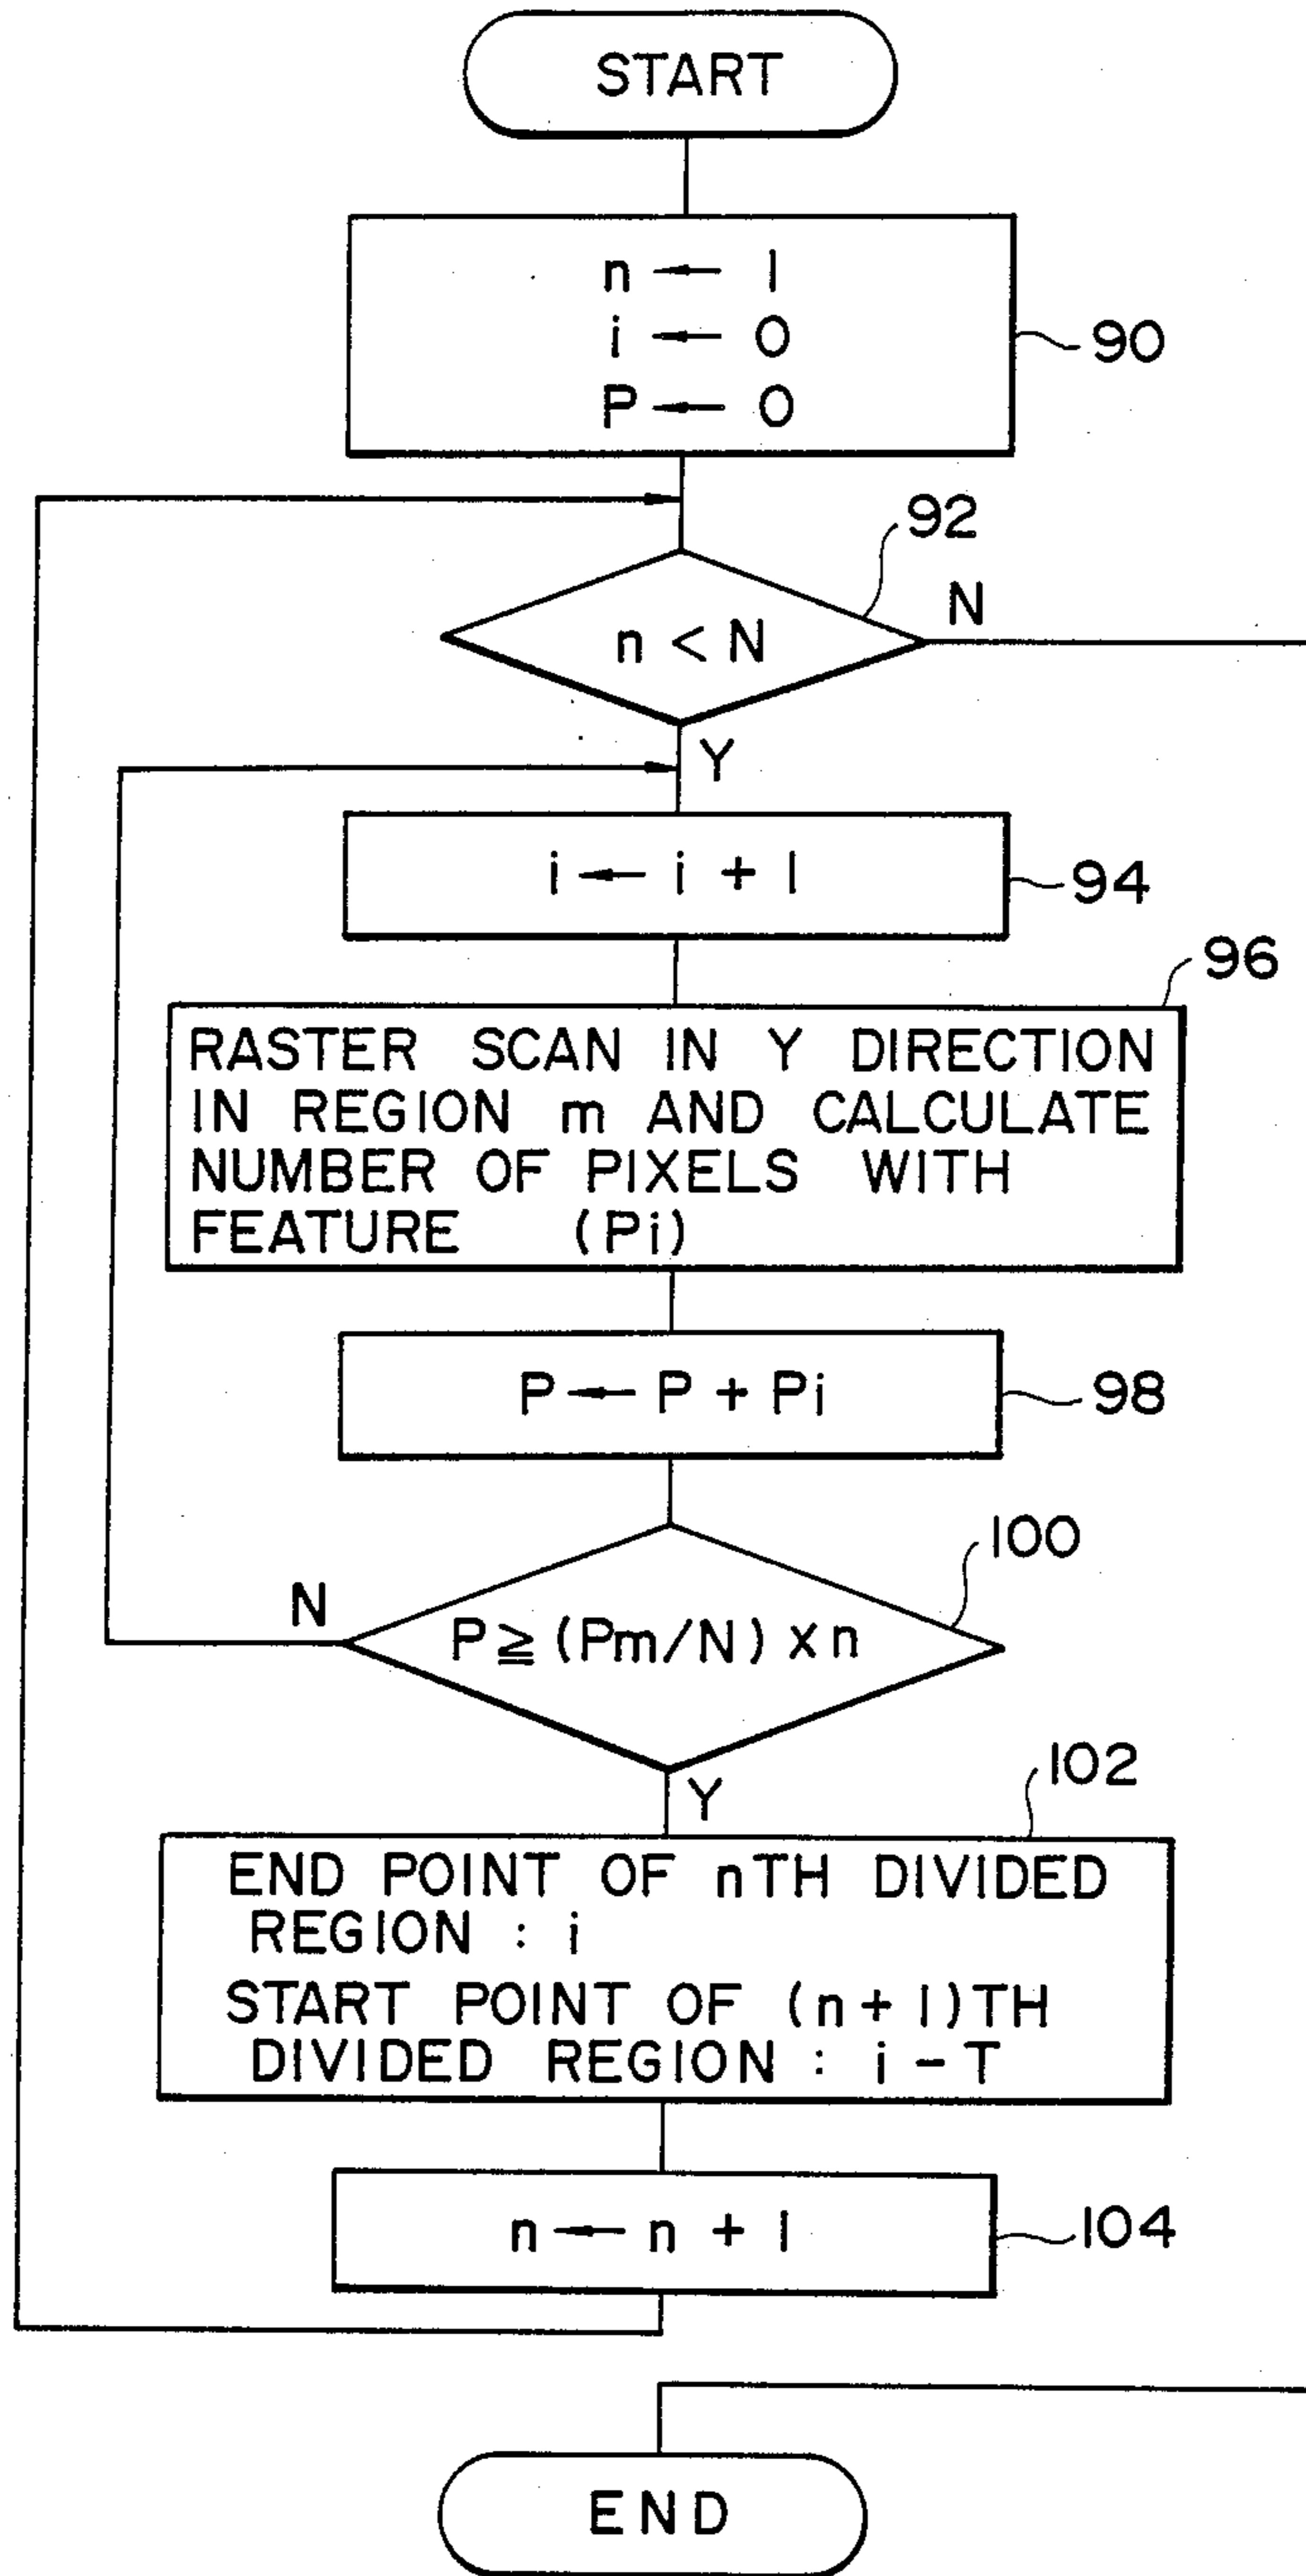 START
n ← 1
i ← 0
P ← 0
90
92
n < N
N
Y
i ← i + 1
94
96
RASTER SCAN IN Y DIRECTION
IN REGION m AND CALCULATE
NUMBER OF PIXELS WITH
FEATURE (Pi)
P ← P + Pi
98
100
N
P ≧ (Pm/N) x n
Y
102
END POINT OF nTH DIVIDED
REGION : i
START POINT OF (n + 1)TH
DIVIDED REGION : i - T
n ← n + 1
104
END